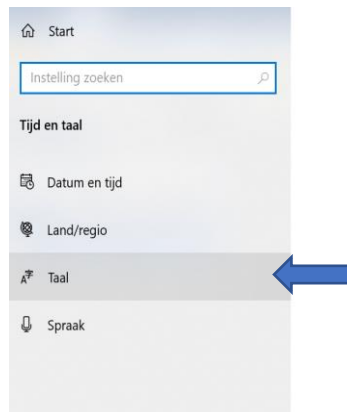 Start
Instelling zoeken
Tijd en taal
Datum en tijd
Land/regio
Taal
Spraak